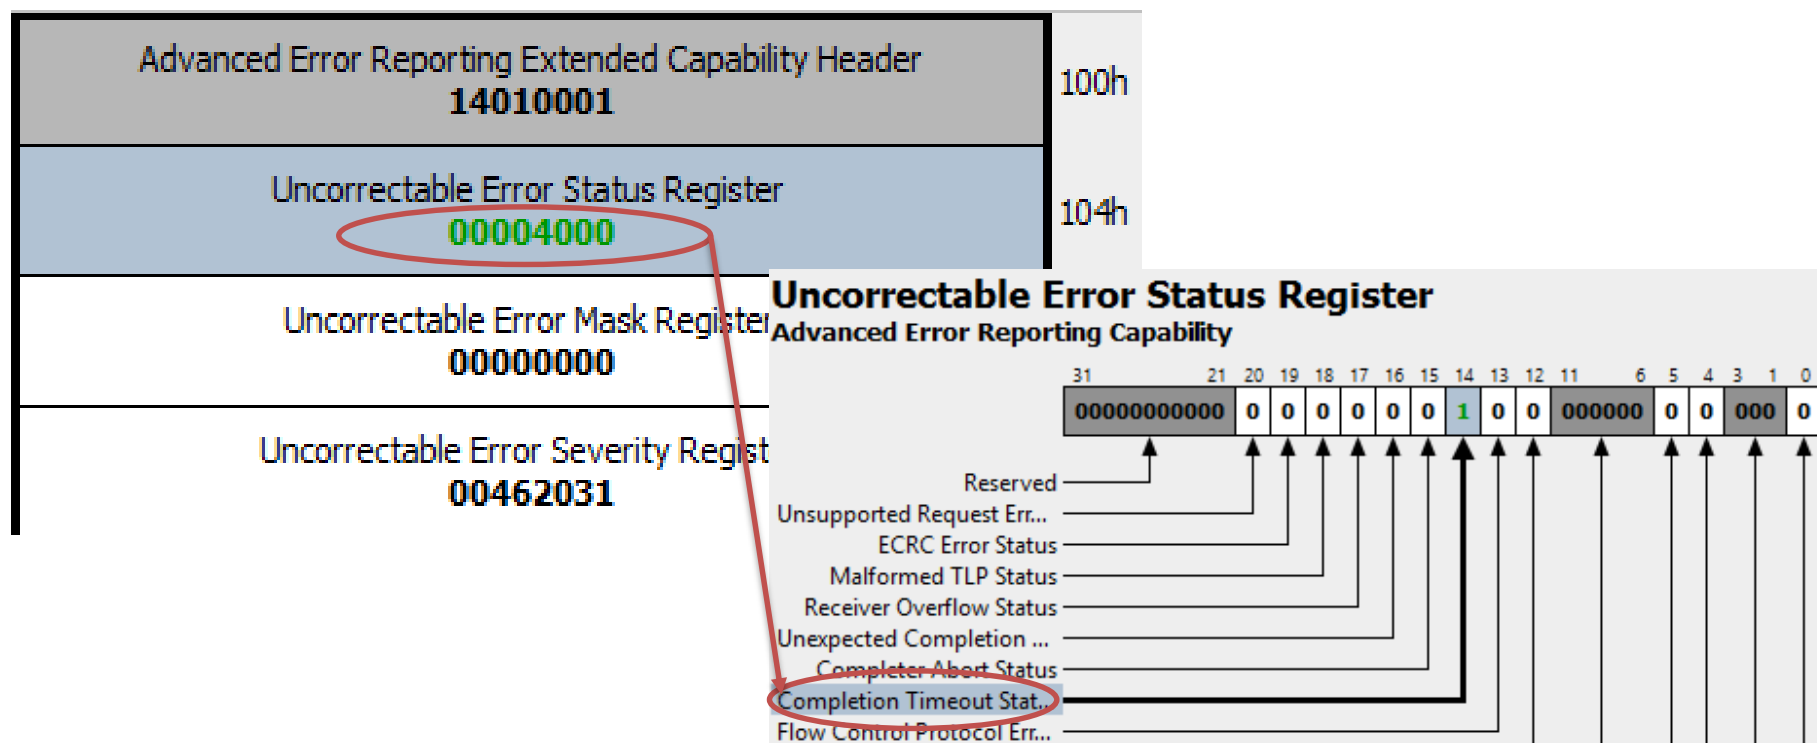 Advanced Error Reporting Extended Capability Header
14010001
100h
Uncorrectable Error Status Register
00004000
104h
Uncorrectable Error Mask Register
00000000
Uncorrectable Error Severity Regist
00462031
Uncorrectable Error Status Register
Advanced Error Reporting Capability
31 21 20 19 18 17 16 15 14 13 12 11 6 5 4 3 1 0
00000000000 0 0 0 0 0 0 1 0 0 000000 0 0 000 0
Reserved
Unsupported Request Err...
ECRC Error Status
Malformed TLP Status
Receiver Overflow Status
Unexpected Completion ...
Completer Abort Status
Completion Timeout Stat...
Flow Control Protocol Err...